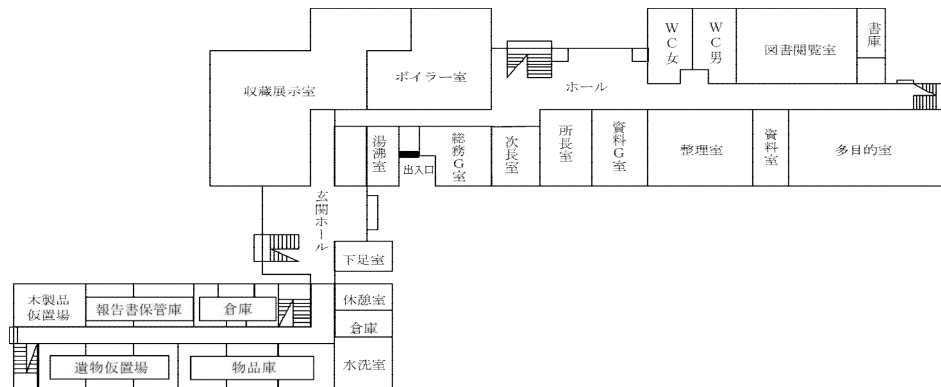 収蔵展示室
ボイラー室
ホール
WC女
WC男
図書閲覧室
書庫
湯沸室
出入口
総務G室
次長室
所長室
資料G室
整理室
資料室
多目的室
玄関ホール
下足室
木製品
仮置場
報告書保管庫
倉庫
休憩室
倉庫
遺物仮置場
物品庫
水洗室